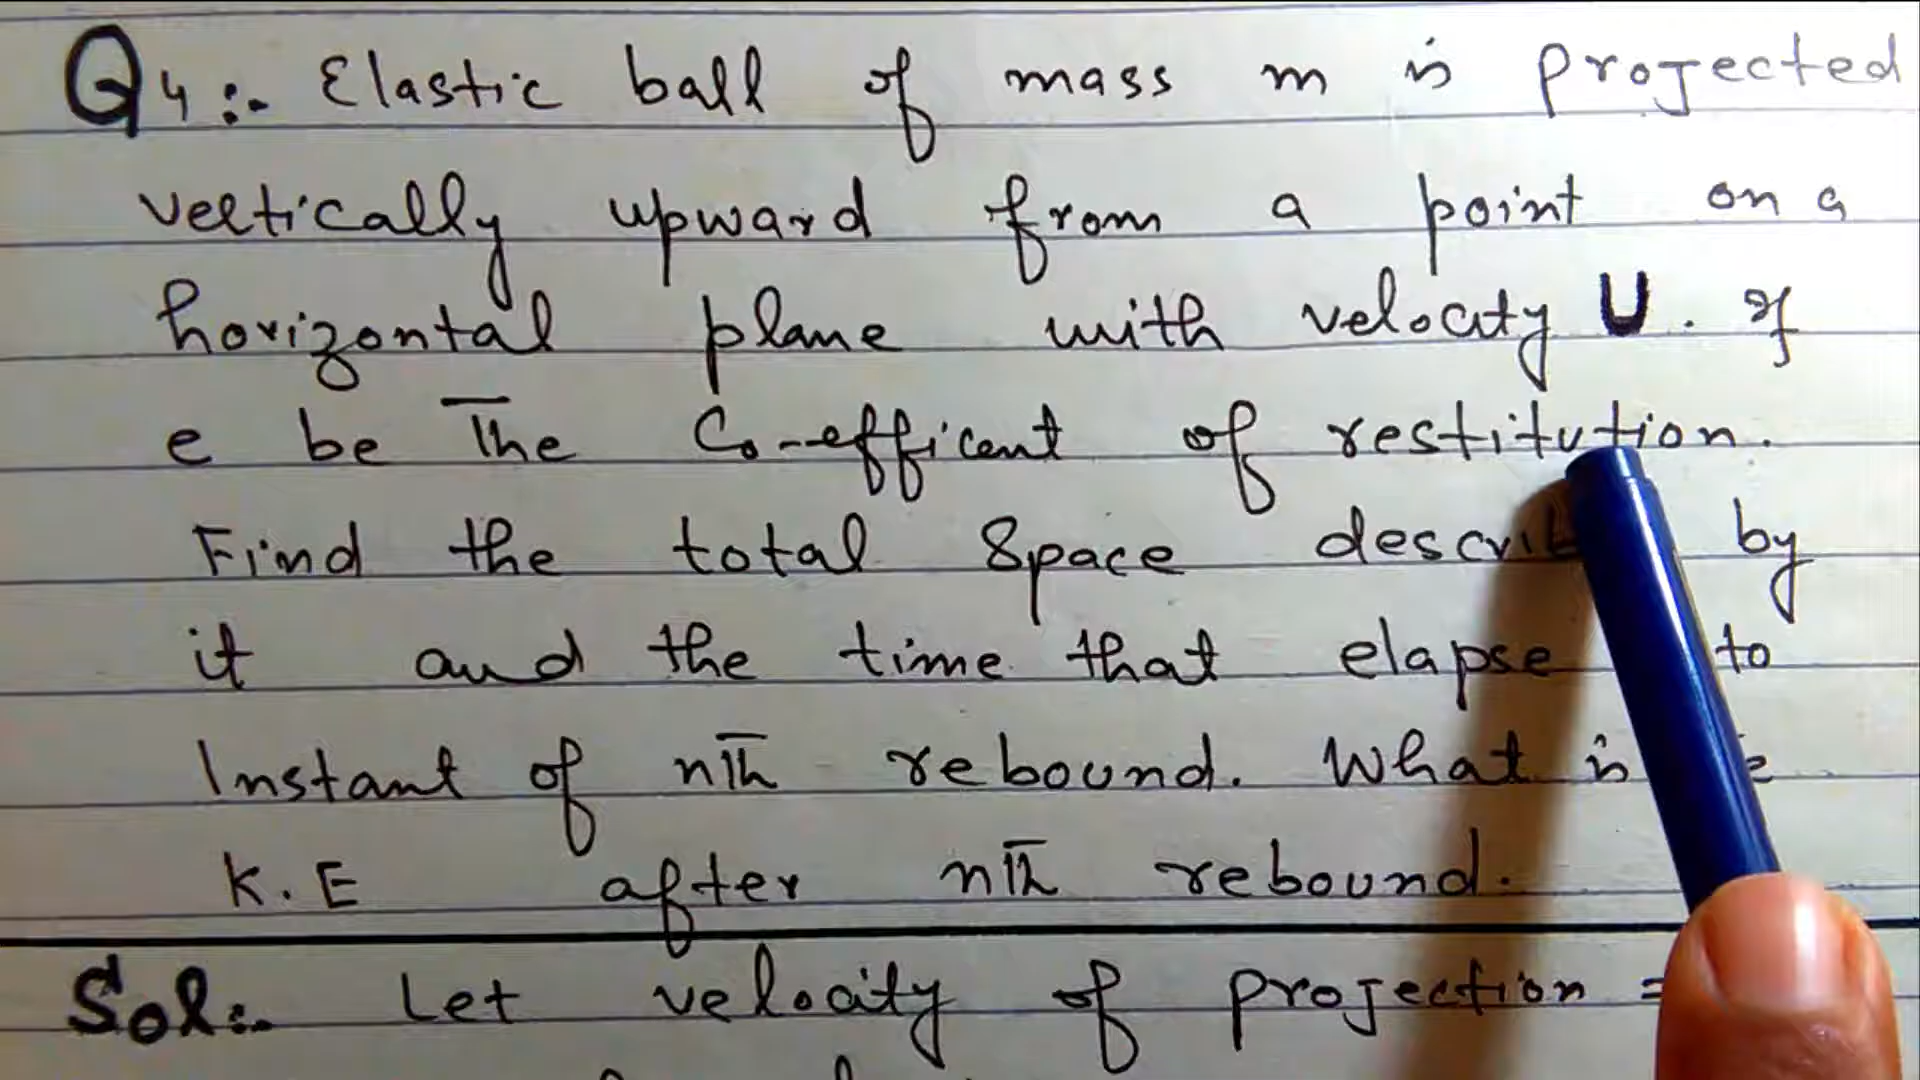 Q4:- Elastic ball of mass m is projected
vertically upward from a point on a
horizontal plane with velocity U. If
e be The Co-efficent of restitution.
Find the total Space by
it and the time that elapse to
Instant of nth rebound. What is
K.E after nth rebound.
Sol:- Let velocity of projection =